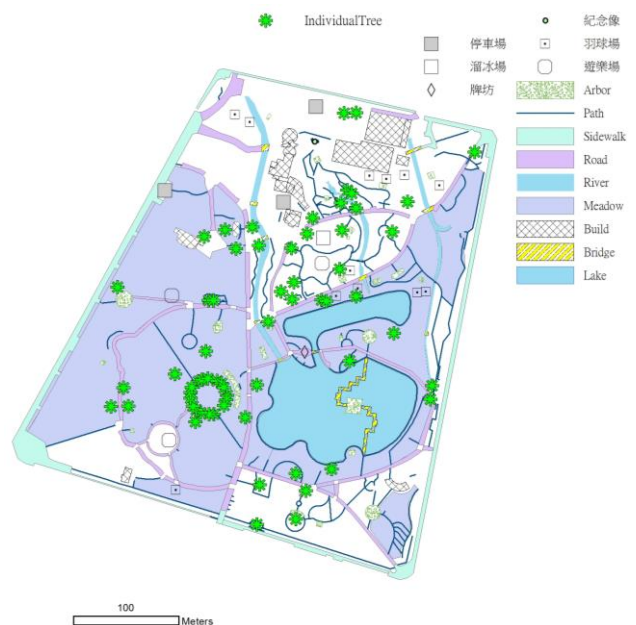 IndividualTree
紀念像
停車場
羽球場
溜冰場
遊樂場
牌坊
Arbor
Path
Sidewalk
Road
River
Meadow
Build
Bridge
Lake
100
Meters